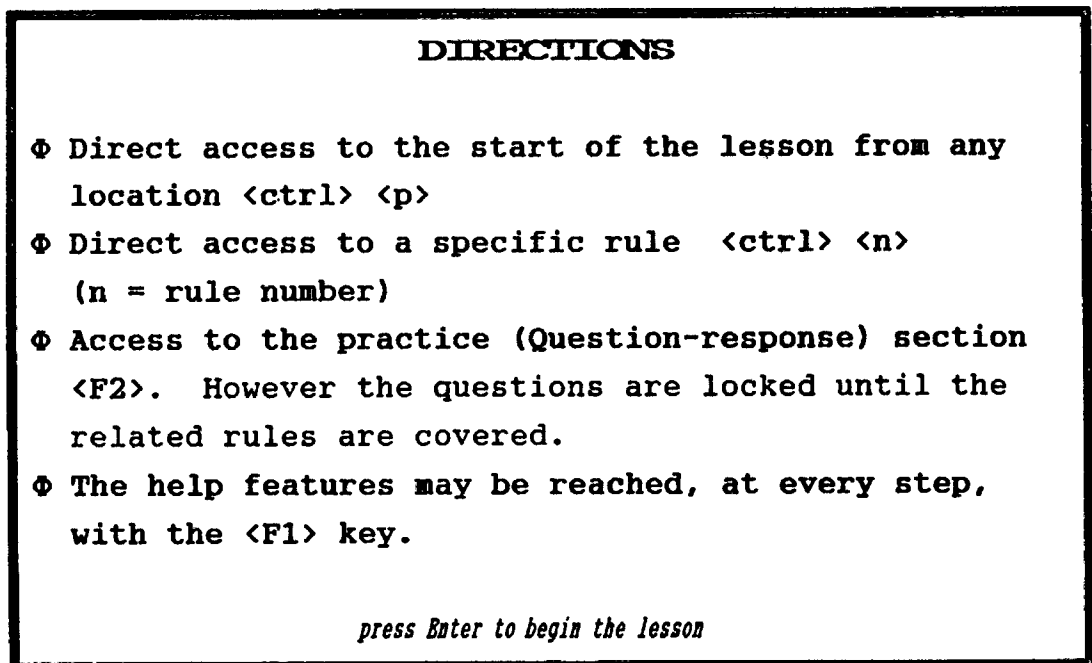 DIRECTIONS
Φ Direct access to the start of the lesson from any
location <ctrl> <p>
Φ Direct access to a specific rule <ctrl> <n>
(n = rule number)
Φ Access to the practice (Question-response) section
<F2>. However the questions are locked until the
related rules are covered.
Φ The help features may be reached, at every step,
with the <F1> key.
press Enter to begin the lesson